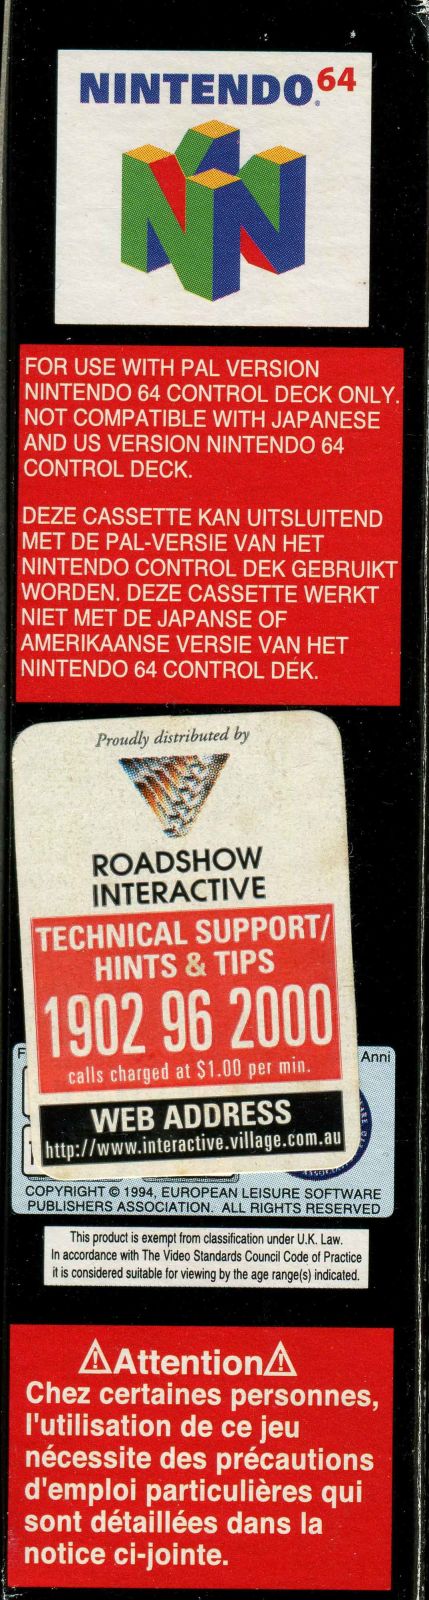 NINTENDO 64
FOR USE WITH PAL VERSION
NINTENDO 64 CONTROL DECK ONLY.
NOT COMPATIBLE WITH JAPANESE
AND US VERSION NINTENDO 64
CONTROL DECK.
DEZE CASSETTE KAN UITSLUITEND
MET DE PAL-VERSIE VAN HET
NINTENDO CONTROL DEK GEBRUIKT
WORDEN. DEZE CASSETTE WERKT
NIET MET DE JAPANSE OF
AMERIKAANSE VERSIE VAN HET
NINTENDO 64 CONTROL DEK.
Proudly distributed by
ROADSHOW
INTERACTIVE
TECHNICAL SUPPORT/
HINTS & TIPS
1902 96 2000
calls charged at $1.00 per min.
Anni
WEB ADDRESS
http://www.interactive.village.com.au
COPYRIGHT © 1994, EUROPEAN LEISURE SOFTWARE
PUBLISHERS ASSOCIATION. ALL RIGHTS RESERVED
This product is exempt from classification under U.K. Law.
In accordance with The Video Standards Council Code of Practice
it is considered suitable for viewing by the age range(s) indicated.
⚠Attention⚠
Chez certaines personnes,
l'utilisation de ce jeu
nécessite des précautions
d'emploi particulières qui
sont détaillées dans la
notice ci-jointe.